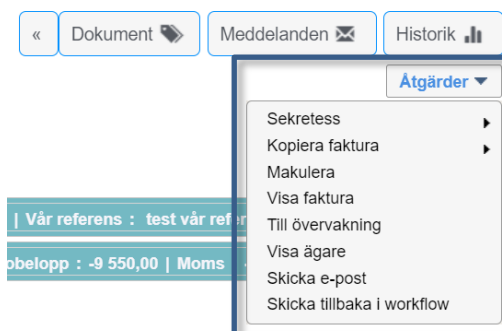 « Dokument Meddelanden Historik
Åtgärder
Sekretess
Kopiera faktura
Makulera
Visa faktura
Till övervakning
Visa ägare
Skicka e-post
Skicka tillbaka i workflow
| Vår referens : test vår refer
obelopp : -9 550,00 | Moms